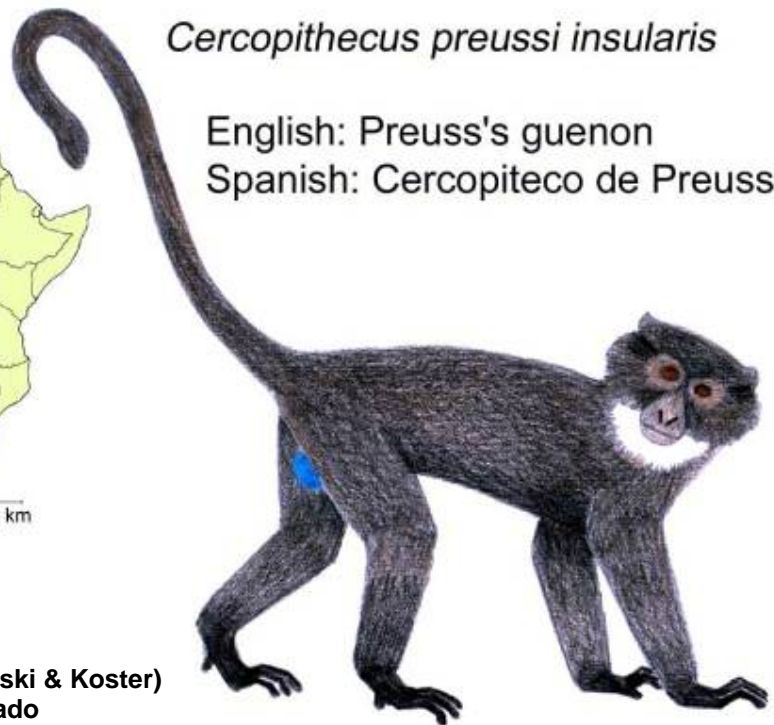 Cercopithecus preussi insularis
English: Preuss's guenon
Spanish: Cercopiteco de Preuss
km
ski & Koster)
ado